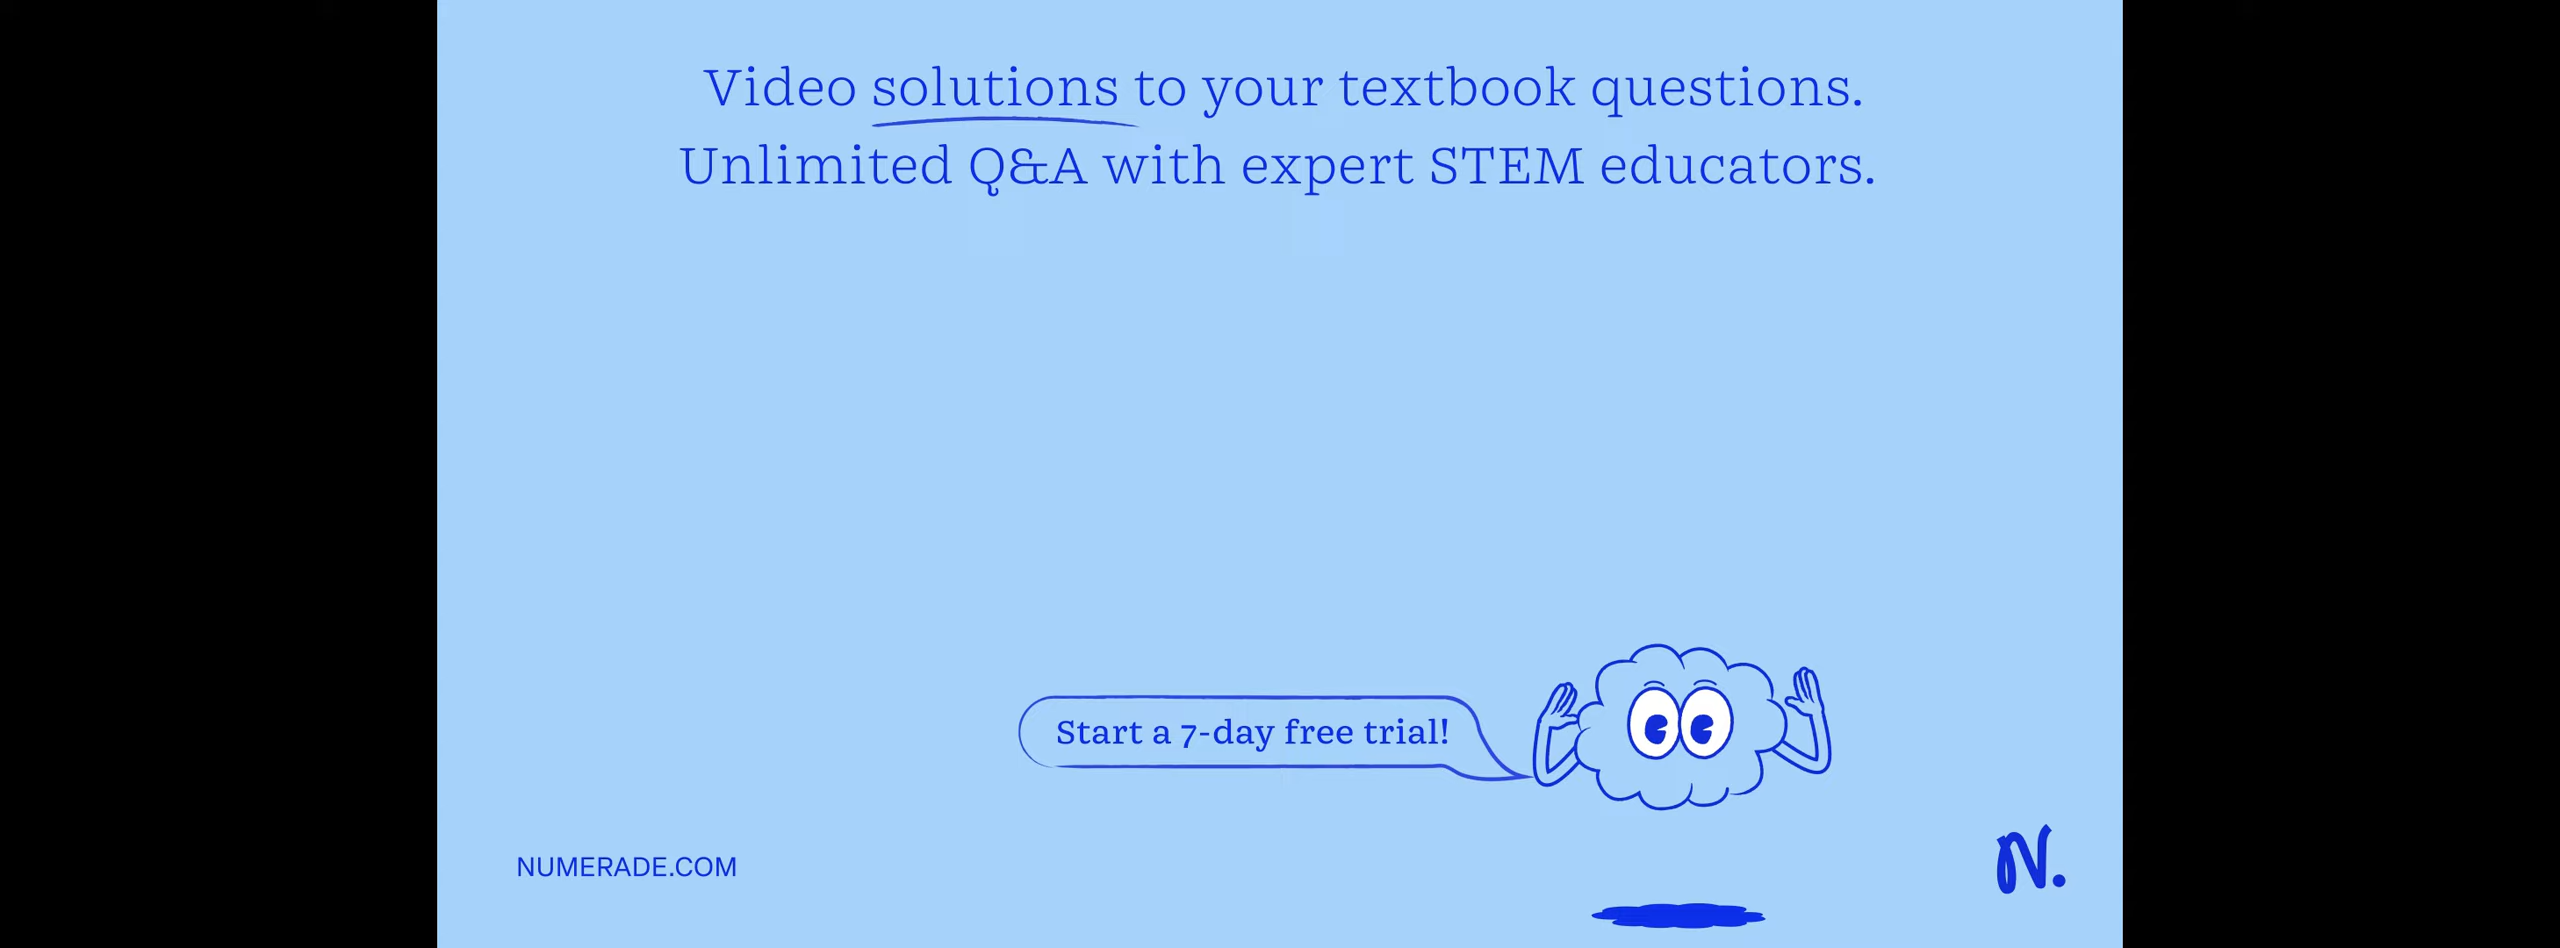 Video solutions to your textbook questions.
Unlimited Q&A with expert STEM educators.
Start a 7-day free trial!
NUMERADE.COM
N.